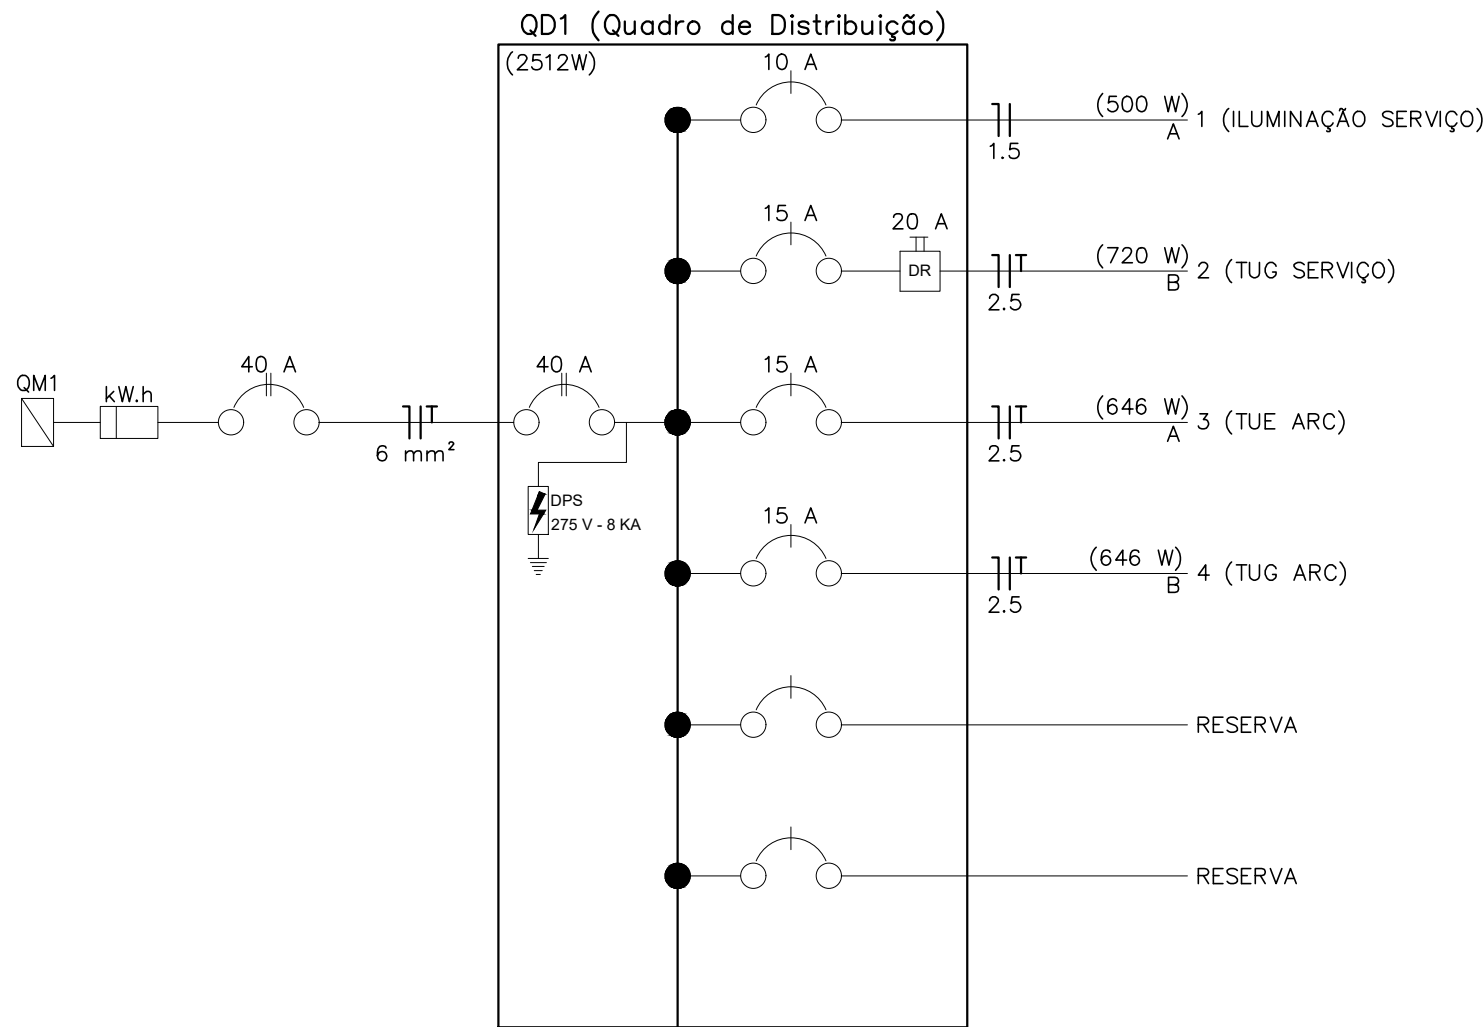 QD1 (Quadro de Distribuição)
(2512W)
10 A
(500 W)
1 (ILUMINAÇÃO SERVIÇO)
A
1.5
15 A
20 A
DR
(720 W)
2 (TUG SERVIÇO)
B
2.5
QM1
kW.h
40 A
6 mm²
40 A
DPS
275 V - 8 KA
15 A
(646 W)
3 (TUE ARC)
A
2.5
15 A
(646 W)
4 (TUG ARC)
B
2.5
RESERVA
RESERVA